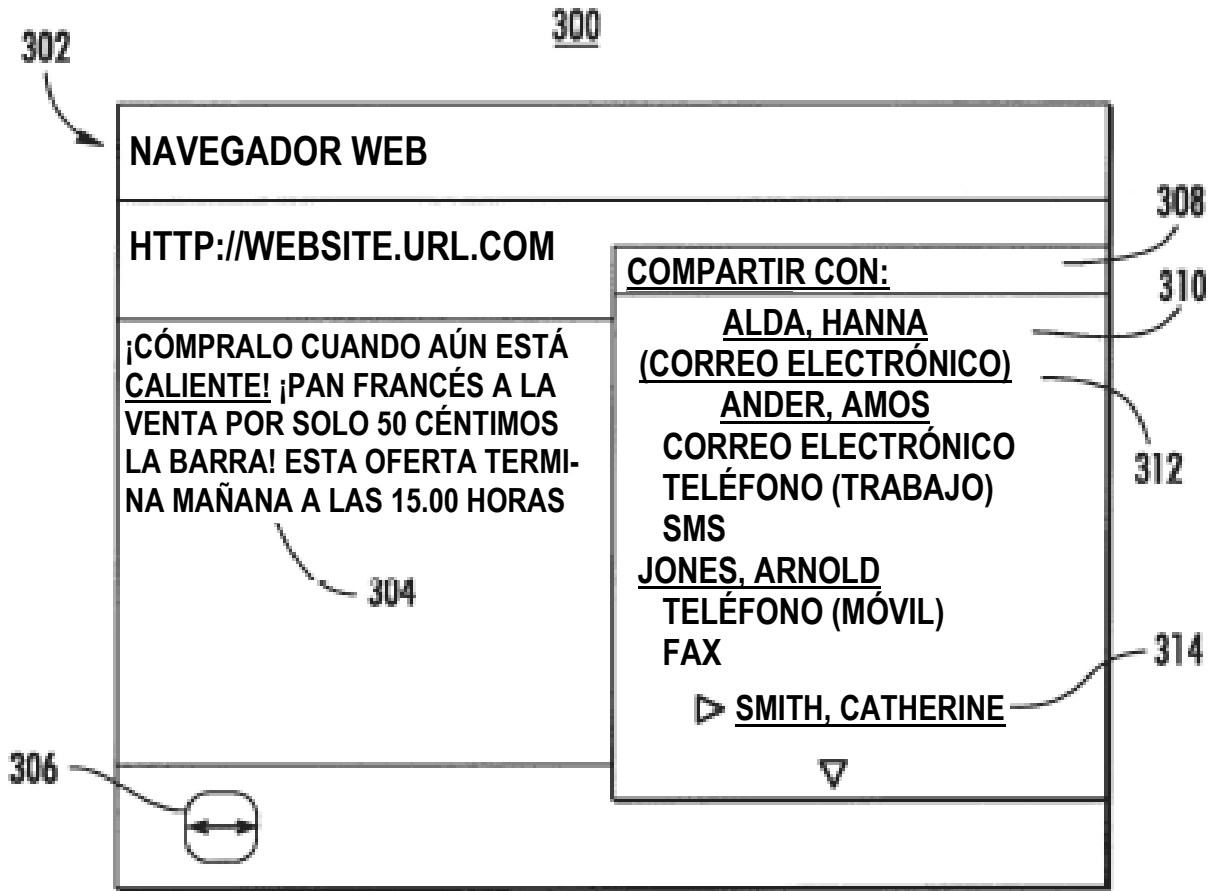 300
302
NAVEGADOR WEB
HTTP://WEBSITE.URL.COM
308
COMPARTIR CON:
310
ALDA, HANNA
(CORREO ELECTRÓNICO)
312
ANDER, AMOS
CORREO ELECTRÓNICO
TELÉFONO (TRABAJO)
SMS
JONES, ARNOLD
TELÉFONO (MÓVIL)
FAX
314
SMITH, CATHERINE
¡CÓMPRALO CUANDO AÚN ESTÁ
CALIENTE! ¡PAN FRANCÉS A LA
VENTA POR SOLO 50 CÉNTIMOS
LA BARRA! ESTA OFERTA TERMI-
NA MAÑANA A LAS 15.00 HORAS
304
306